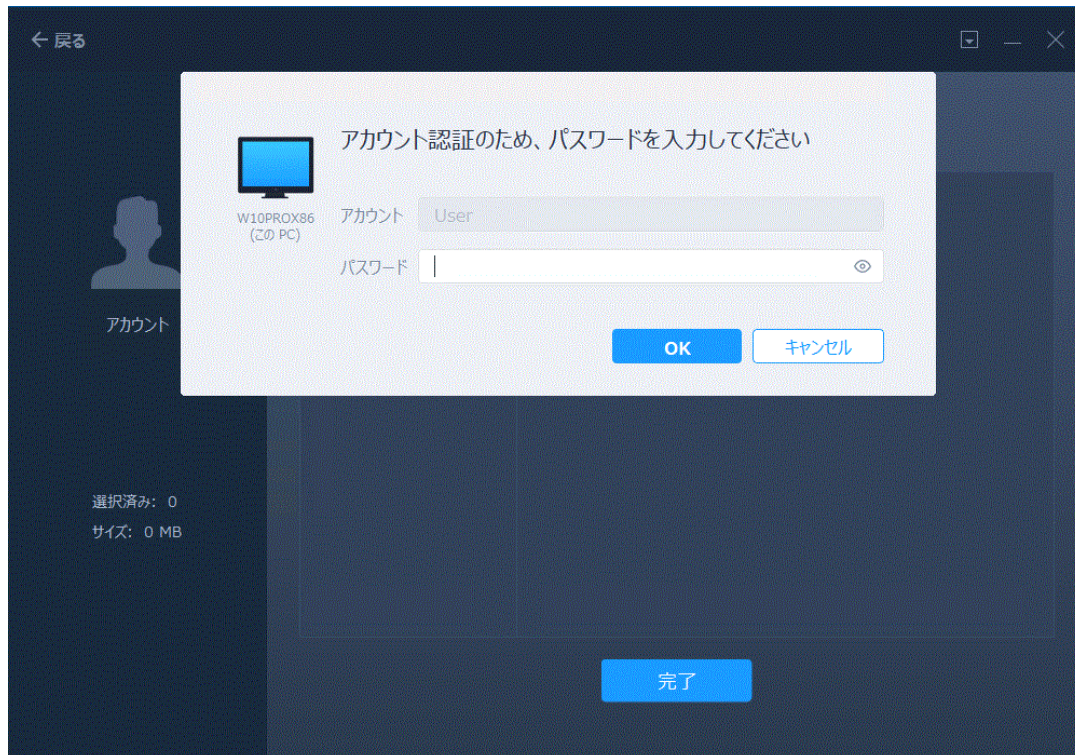 戻る
アカウント認証のため、パスワードを入力してください
W10PROX86
(この PC)
アカウント User
パスワード
OK キャンセル
アカウント
選択済み: 0
サイズ: 0 MB
完了